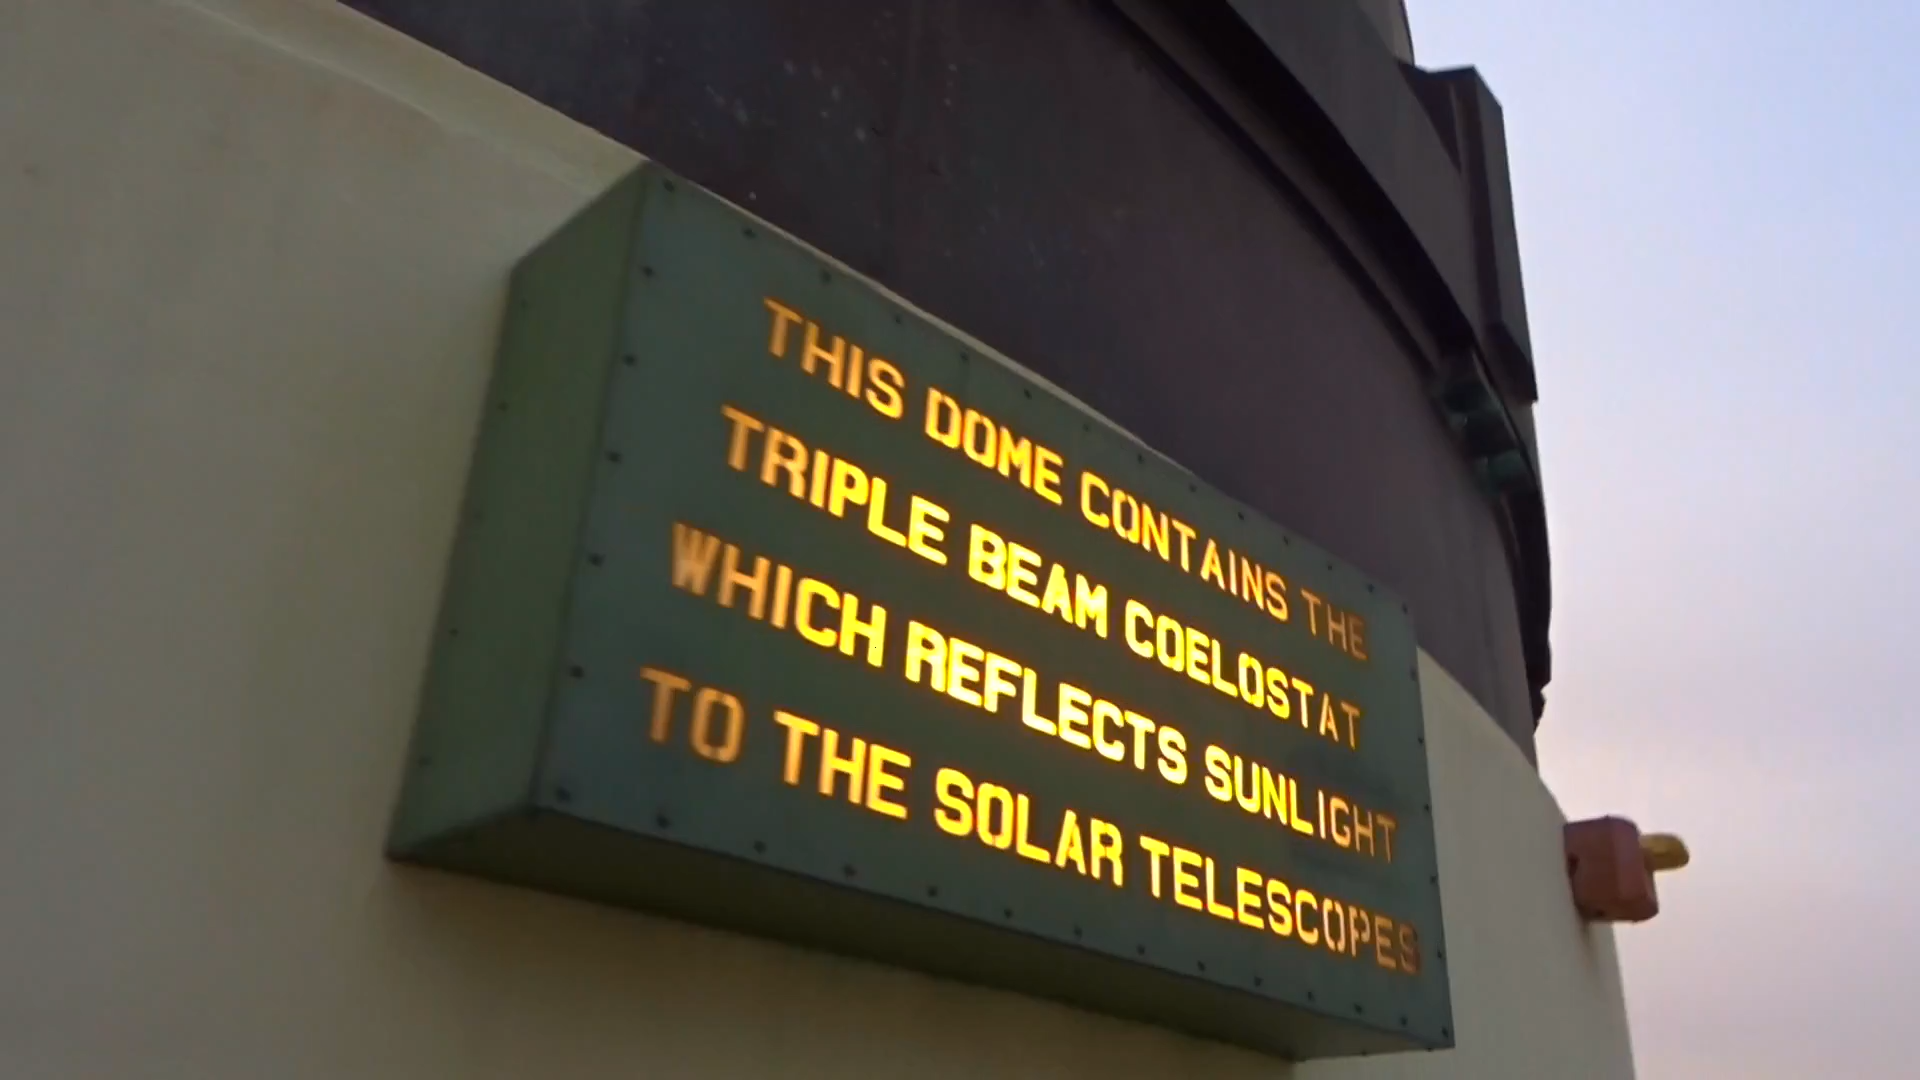 THIS DOME CONTAINS THE
TRIPLE BEAM COELOSTAT
WHICH REFLECTS SUNLIGHT
TO THE SOLAR TELESCOPES